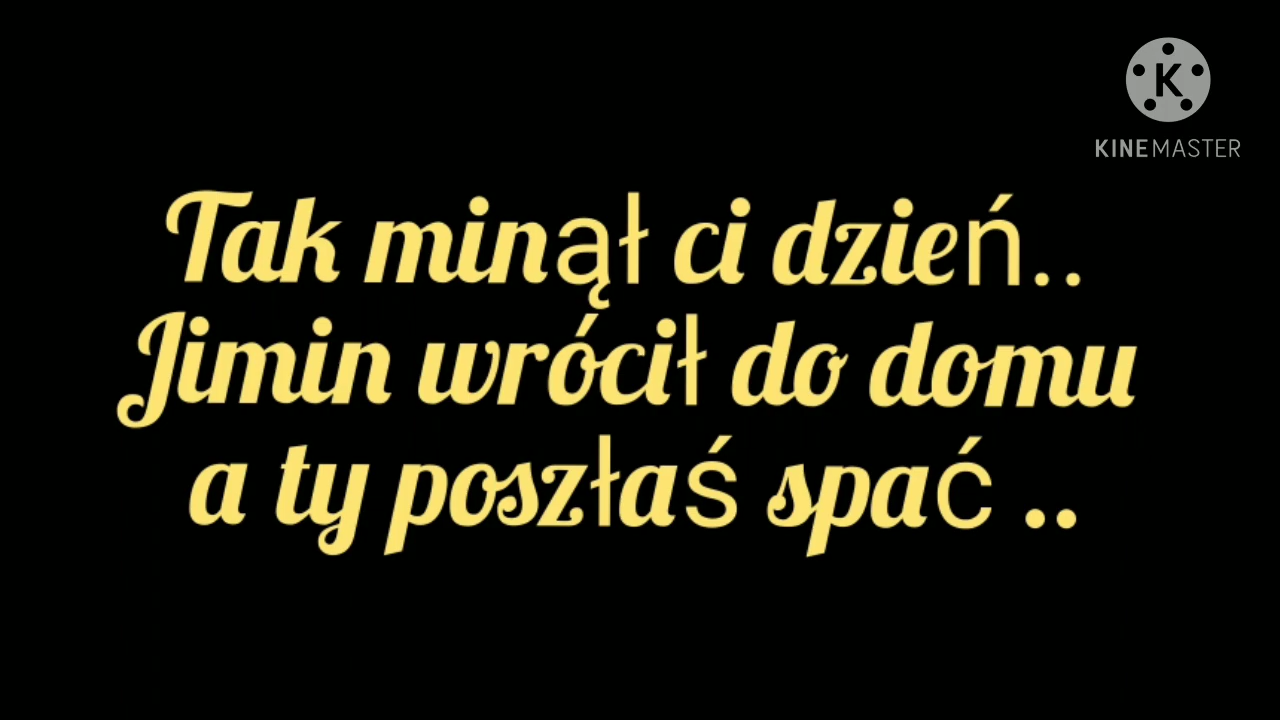 K
KINEMASTER
Tak minął ci dzień..
Jimin wrócił do domu
a ty poszłaś spać ..